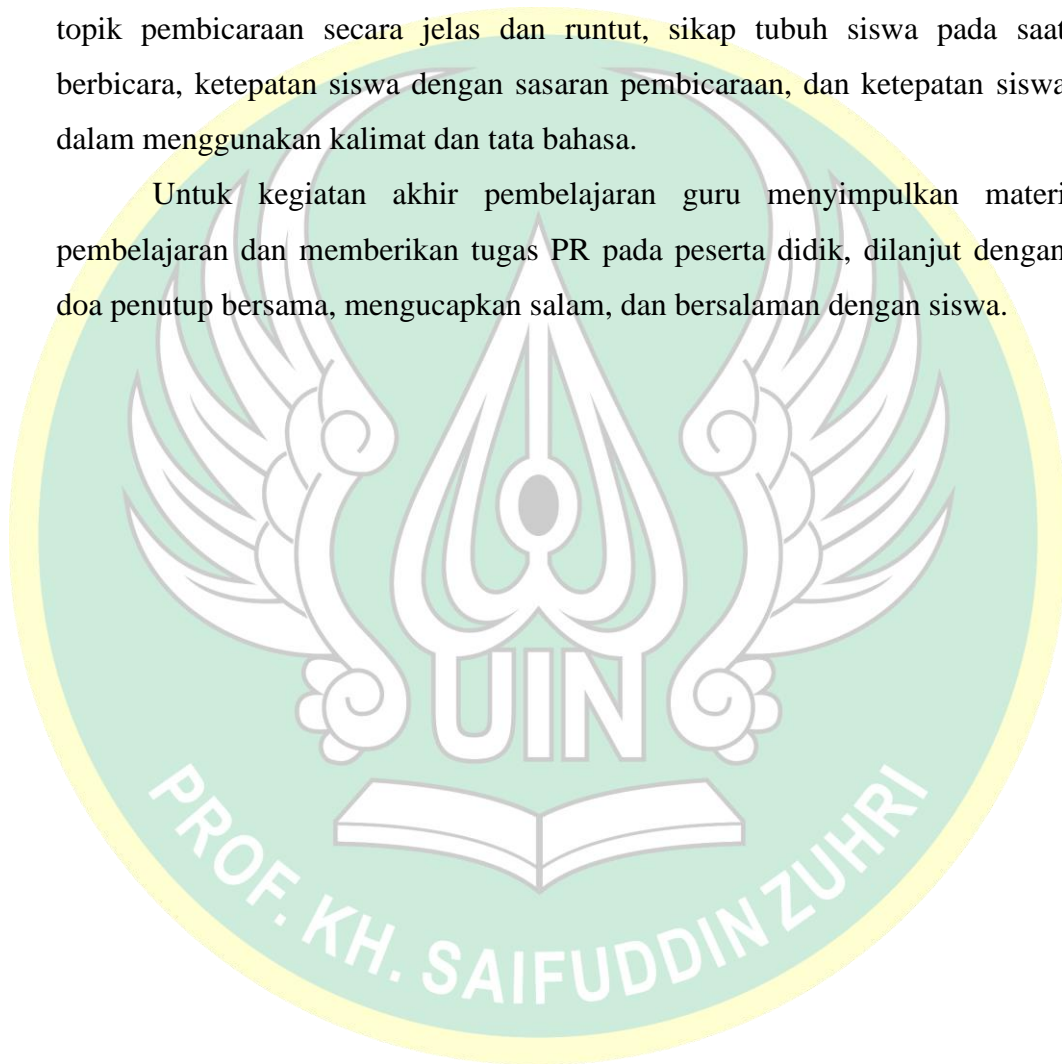 topik pembicaraan secara jelas dan runtut, sikap tubuh siswa pada saat
berbicara, ketepatan siswa dengan sasaran pembicaraan, dan ketepatan siswa
dalam menggunakan kalimat dan tata bahasa.
Untuk kegiatan akhir pembelajaran guru menyimpulkan materi
pembelajaran dan memberikan tugas PR pada peserta didik, dilanjut dengan
doa penutup bersama, mengucapkan salam, dan bersalaman dengan siswa.
UIN
PROF. KH. SAIFUDDIN ZUHRI